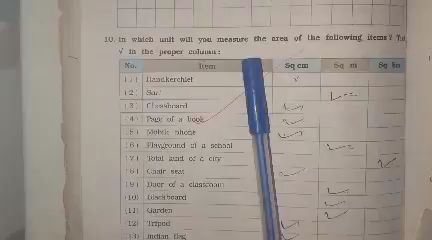 10. In which unit will you measure the area of the following items? Put
√ in the proper column:
No. Item Sq cm Sq m Sq km
(1) Handkerchief √
(2) Sari
(3) Chessboard
(4) Page of a book
(5) Mobile phone
(6) Playground of a school
(7) Total land of a city
(8) Chair seat
(9) Door of a classroom
(10) Blackboard
(11) Garden
(12) Tripod
(13) Indian flag